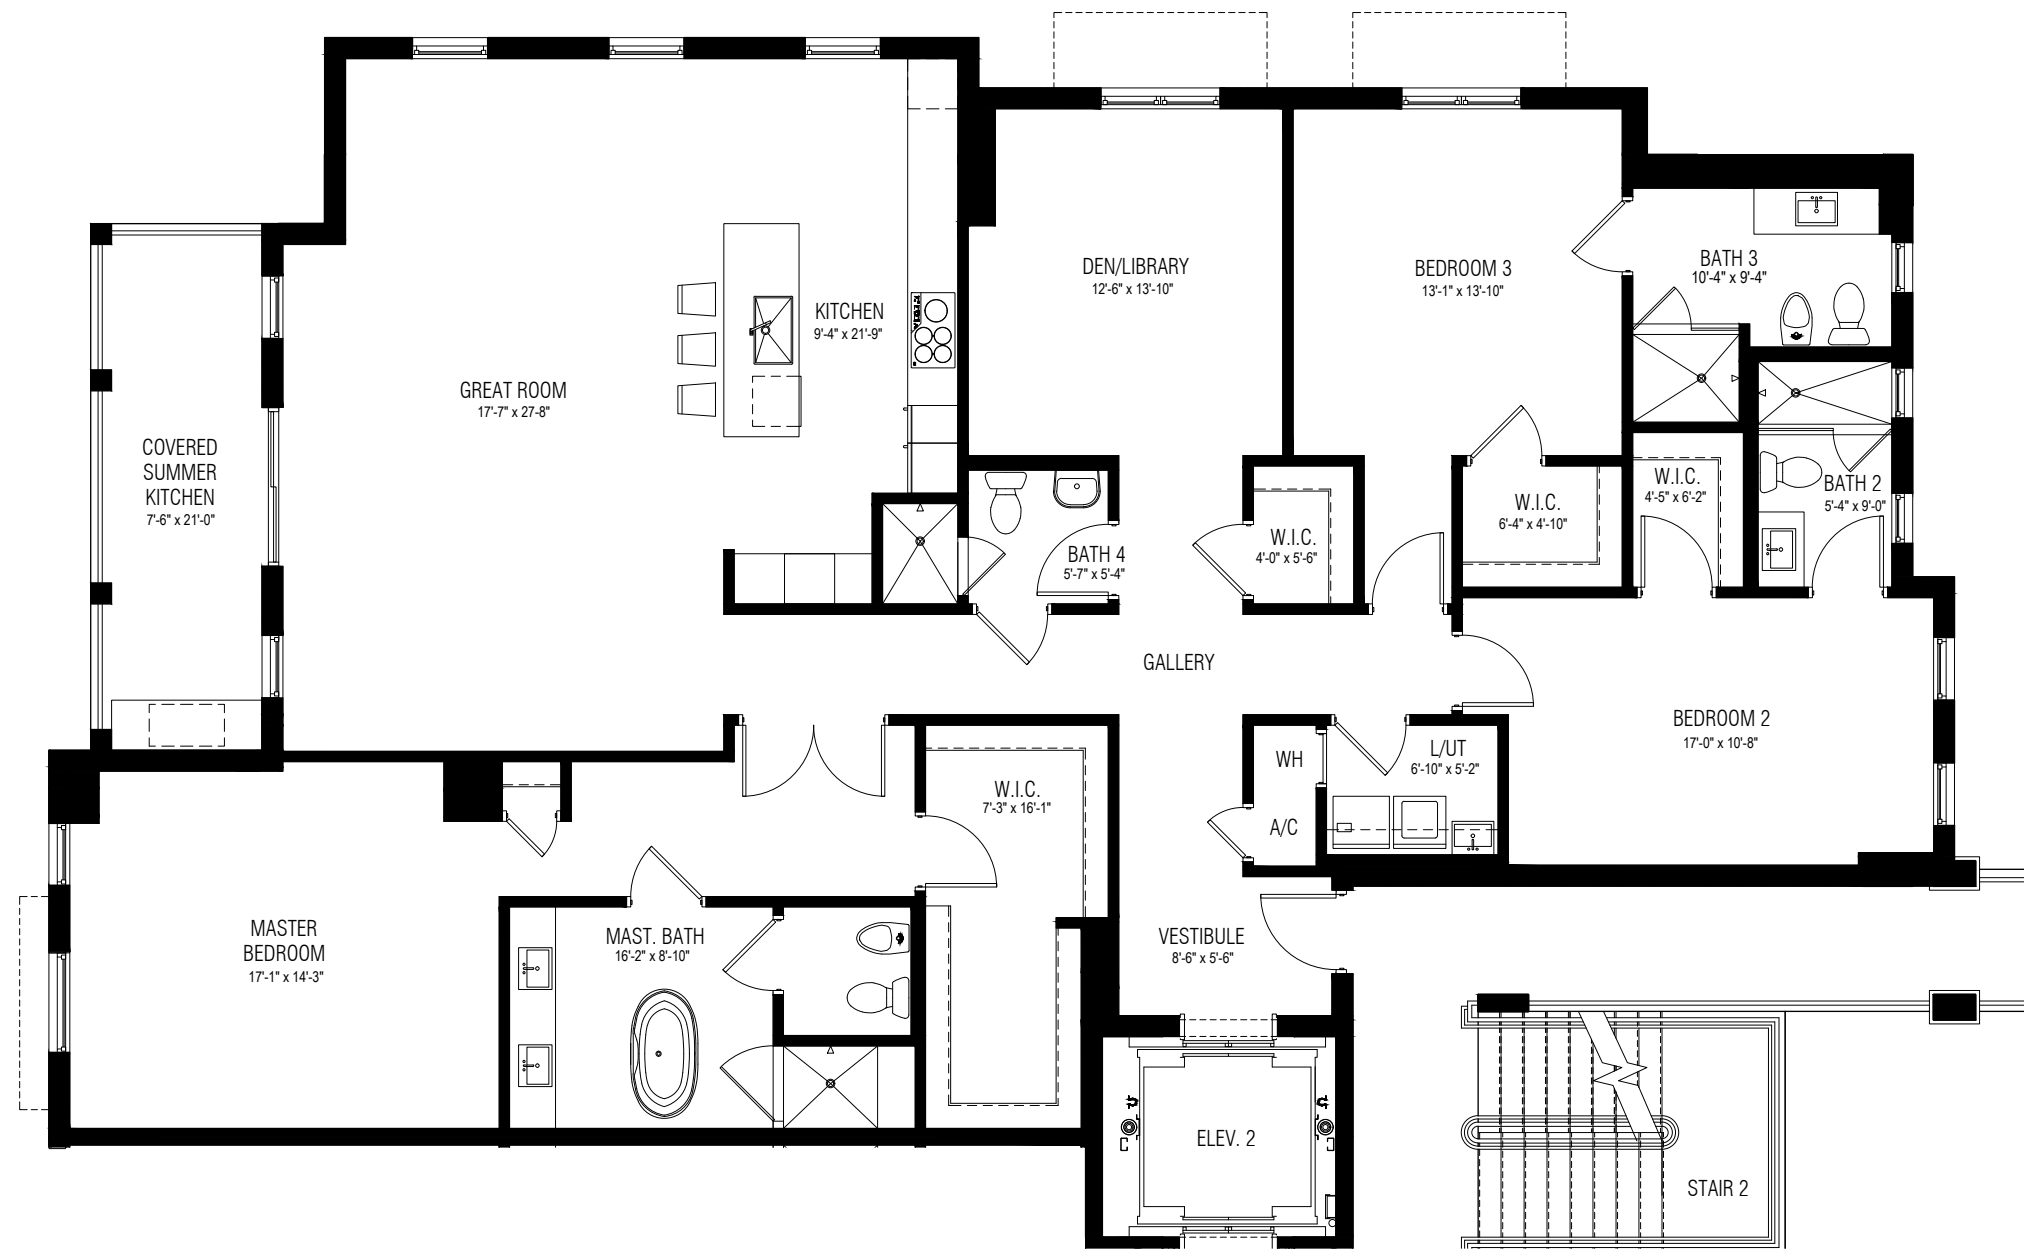 DEN/LIBRARY
12'-6" x 13'-10"
BEDROOM 3
13'-1" x 13'-10"
BATH 3
10'-4" x 9'-4"
KITCHEN
9'-4" x 21'-9"
GREAT ROOM
17'-7" x 27'-8"
COVERED
SUMMER
KITCHEN
7'-6" x 21'-0"
W.I.C.
4'-5" x 6'-2"
BATH 2
5'-4" x 9'-0"
W.I.C.
6'-4" x 4'-10"
W.I.C.
4'-0" x 5'-6"
BATH 4
5'-7" x 5'-4"
GALLERY
BEDROOM 2
17'-0" x 10'-8"
WH
L/UT
6'-10" x 5'-2"
W.I.C.
7'-3" x 16'-1"
A/C
MASTER
BEDROOM
17'-1" x 14'-3"
MAST. BATH
16'-2" x 8'-10"
VESTIBULE
8'-6" x 5'-6"
ELEV. 2
STAIR 2